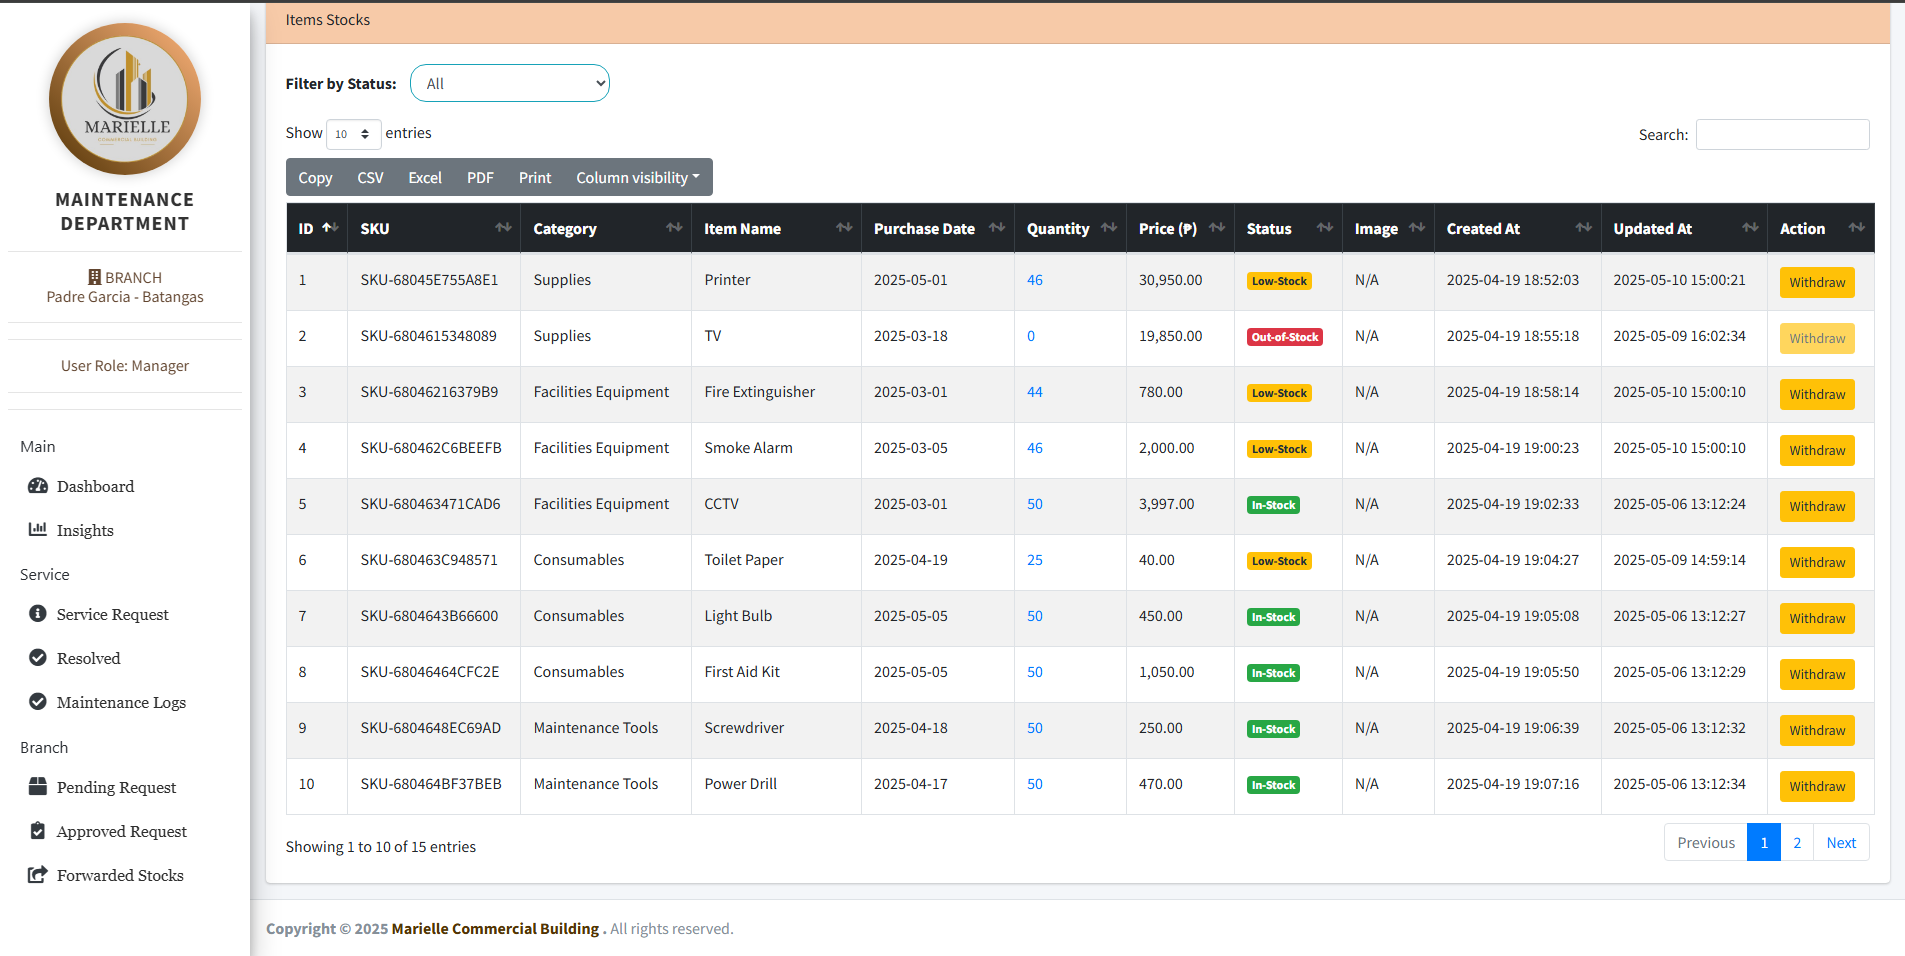 MARIELLE
COMMERCIAL BUILDING
MAINTENANCE
DEPARTMENT
BRANCH
Padre Garcia - Batangas
User Role: Manager
Main
Dashboard
Insights
Service
Service Request
Resolved
Maintenance Logs
Branch
Pending Request
Approved Request
Forwarded Stocks
Items Stocks
Filter by Status: All
Show 10 entries Search:
Copy CSV Excel PDF Print Column visibility
ID SKU Category Item Name Purchase Date Quantity Price (₱) Status Image Created At Updated At Action
1 SKU-68045E755A8E1 Supplies Printer 2025-05-01 46 30,950.00 Low-Stock N/A 2025-04-19 18:52:03 2025-05-10 15:00:21 Withdraw
2 SKU-6804615348089 Supplies TV 2025-03-18 0 19,850.00 Out-of-Stock N/A 2025-04-19 18:55:18 2025-05-09 16:02:34 Withdraw
3 SKU-68046216379B9 Facilities Equipment Fire Extinguisher 2025-03-01 44 780.00 Low-Stock N/A 2025-04-19 18:58:14 2025-05-10 15:00:10 Withdraw
4 SKU-680462C6BEEFB Facilities Equipment Smoke Alarm 2025-03-05 46 2,000.00 Low-Stock N/A 2025-04-19 19:00:23 2025-05-10 15:00:10 Withdraw
5 SKU-680463471CAD6 Facilities Equipment CCTV 2025-03-01 50 3,997.00 In-Stock N/A 2025-04-19 19:02:33 2025-05-06 13:12:24 Withdraw
6 SKU-680463C948571 Consumables Toilet Paper 2025-04-19 25 40.00 Low-Stock N/A 2025-04-19 19:04:27 2025-05-09 14:59:14 Withdraw
7 SKU-6804643B66600 Consumables Light Bulb 2025-05-05 50 450.00 In-Stock N/A 2025-04-19 19:05:08 2025-05-06 13:12:27 Withdraw
8 SKU-68046464CFC2E Consumables First Aid Kit 2025-05-05 50 1,050.00 In-Stock N/A 2025-04-19 19:05:50 2025-05-06 13:12:29 Withdraw
9 SKU-6804648EC69AD Maintenance Tools Screwdriver 2025-04-18 50 250.00 In-Stock N/A 2025-04-19 19:06:39 2025-05-06 13:12:32 Withdraw
10 SKU-680464BF37BEB Maintenance Tools Power Drill 2025-04-17 50 470.00 In-Stock N/A 2025-04-19 19:07:16 2025-05-06 13:12:34 Withdraw
Showing 1 to 10 of 15 entries Previous 1 2 Next
Copyright © 2025 Marielle Commercial Building . All rights reserved.